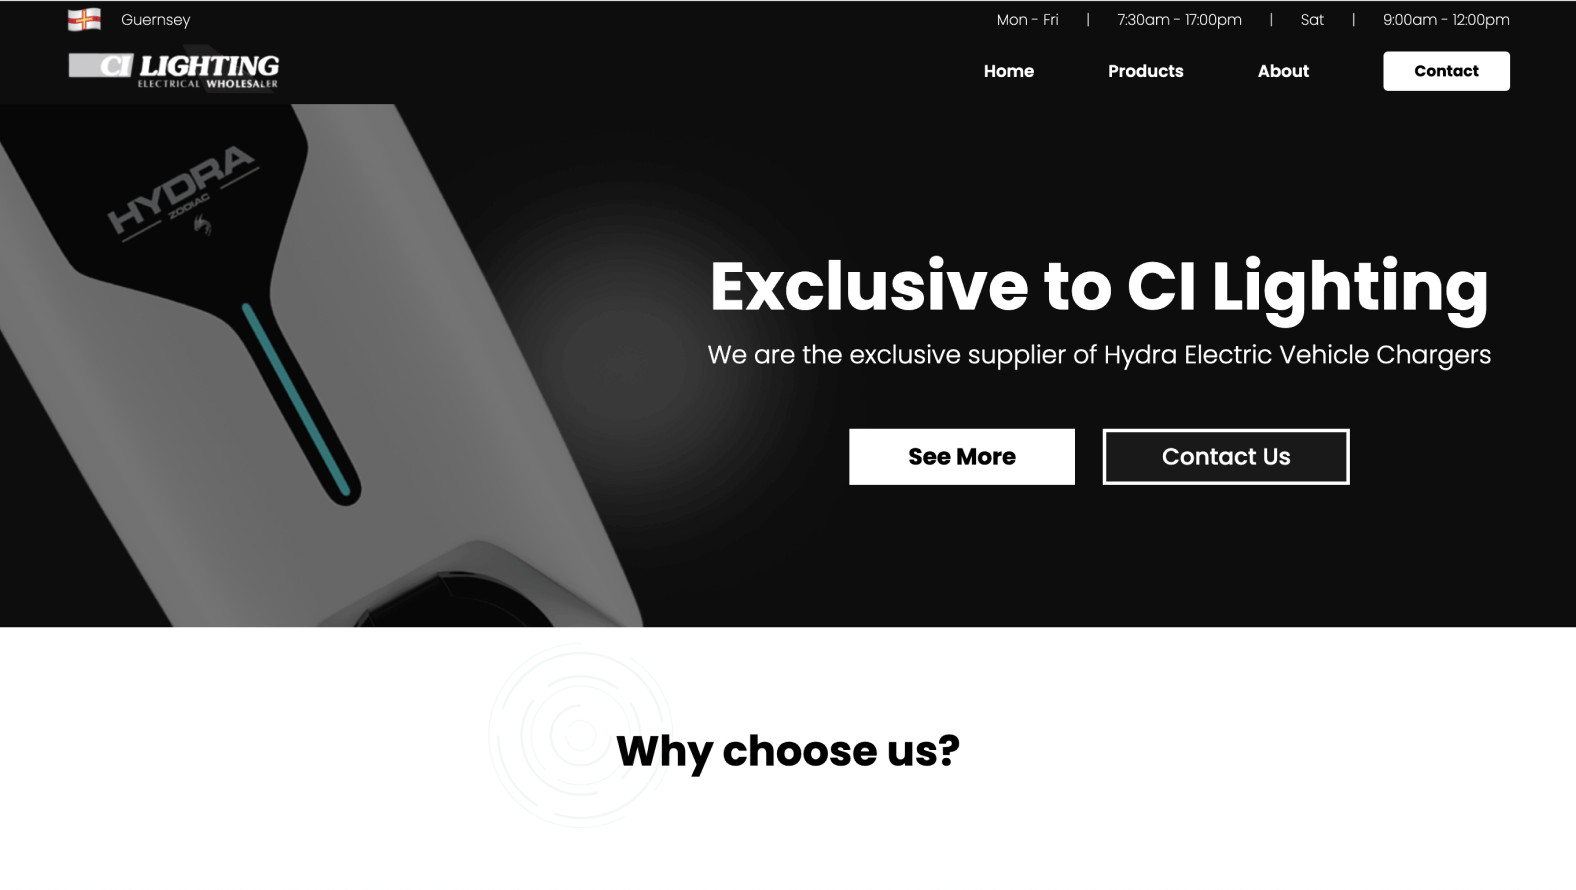 Guernsey
Mon - Fri | 7:30am - 17:00pm | Sat | 9:00am - 12:00pm
CI LIGHTING
ELECTRICAL WHOLESALER
Home
Products
About
Contact
HYDRA
ZODIAC
Exclusive to CI Lighting
We are the exclusive supplier of Hydra Electric Vehicle Chargers
See More
Contact Us
Why choose us?